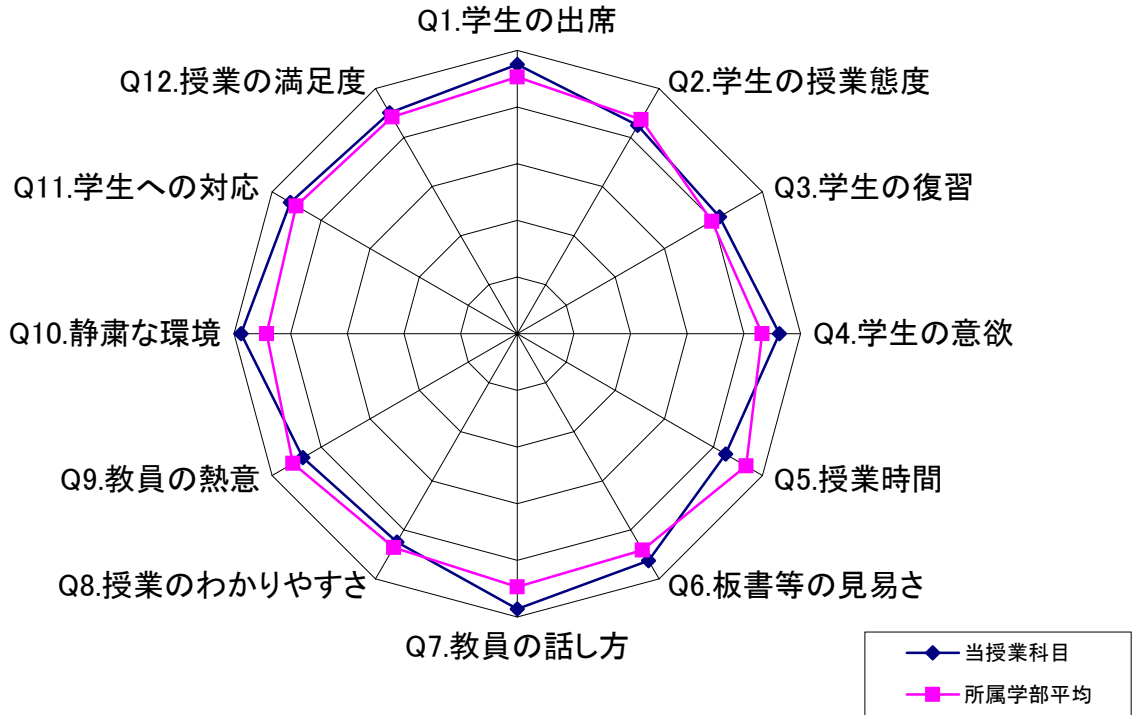 Q1.学生の出席
Q2.学生の授業態度
Q3.学生の復習
Q4.学生の意欲
Q5.授業時間
Q6.板書等の見易さ
Q7.教員の話し方
Q8.授業のわかりやすさ
Q9.教員の熱意
Q10.静粛な環境
Q11.学生への対応
Q12.授業の満足度
当授業科目
所属学部平均